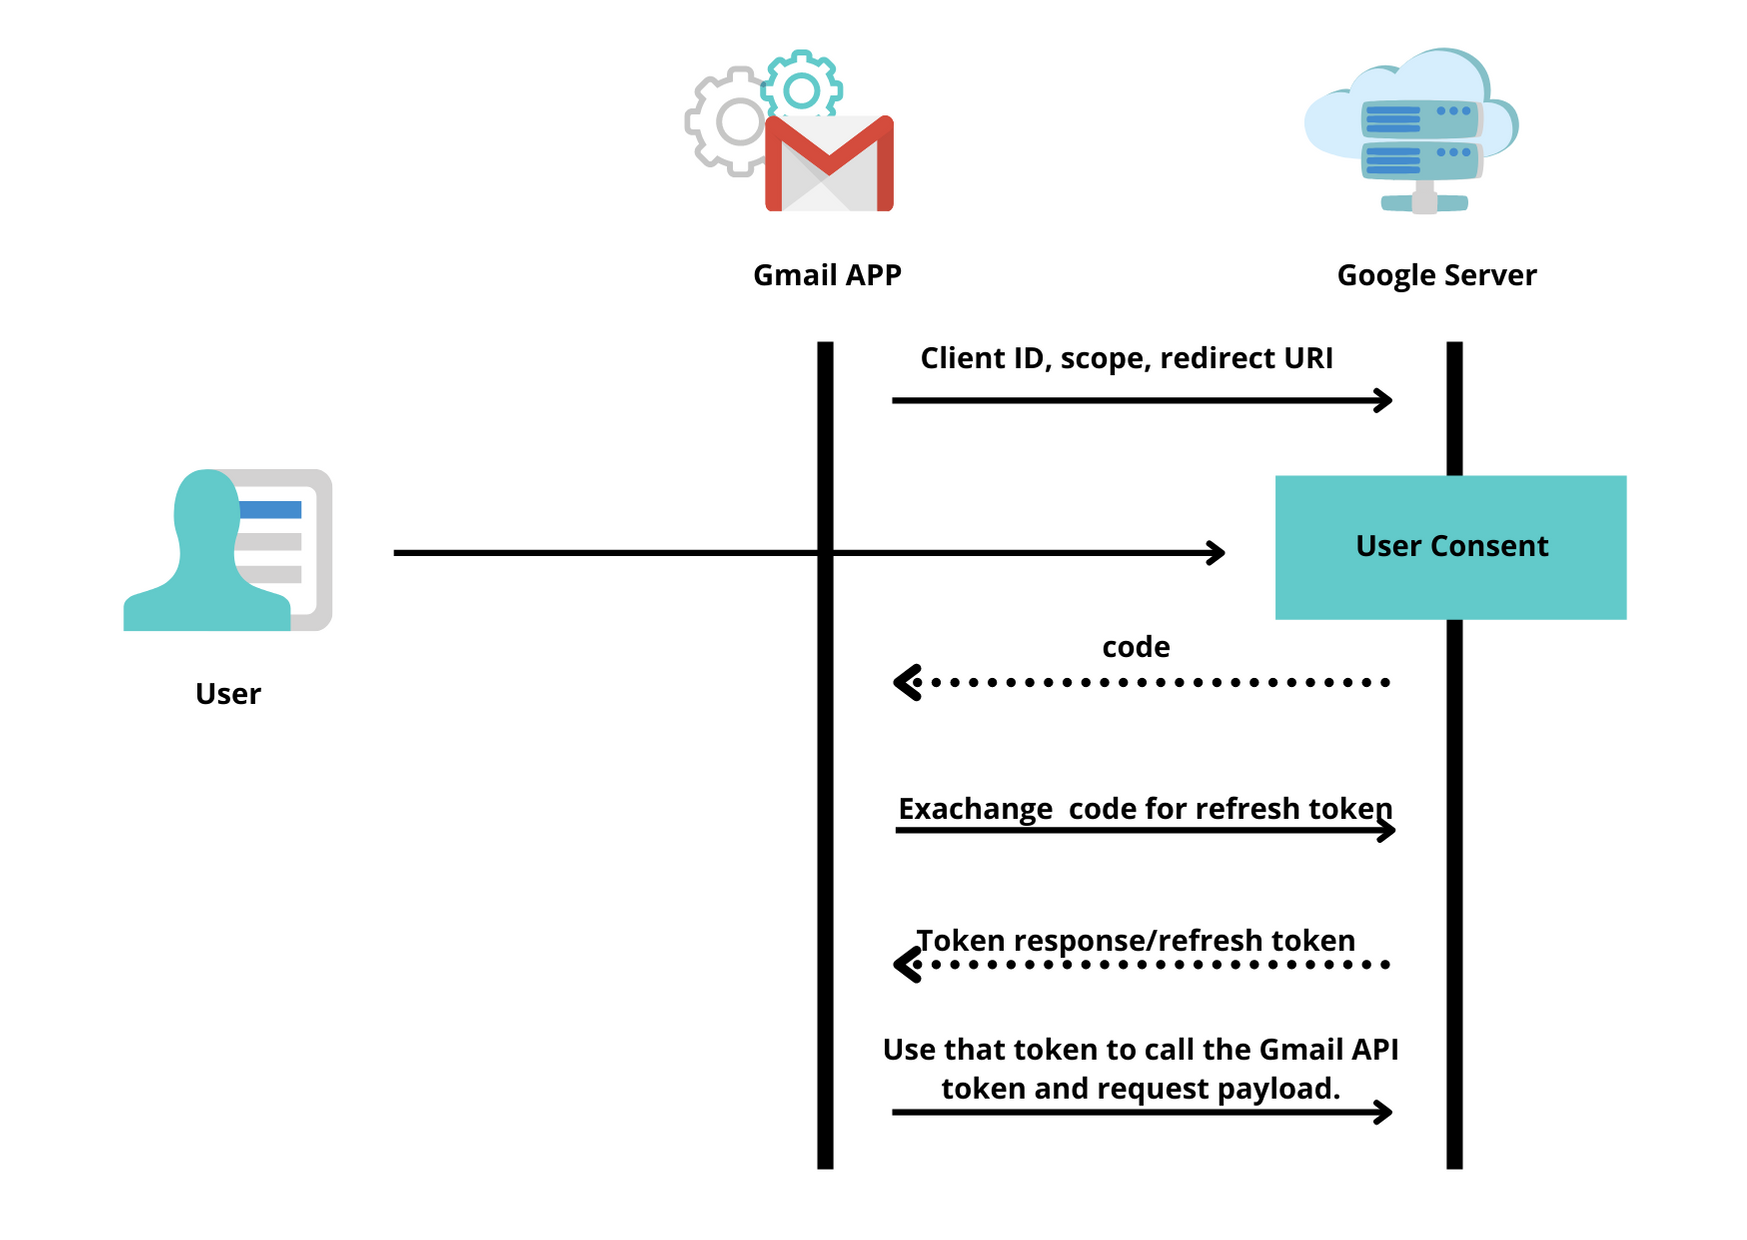 Gmail APP
Google Server
Client ID, scope, redirect URI
User Consent
code
User
Exachange  code for refresh token
Token response/refresh token
Use that token to call the Gmail API
token and request payload.